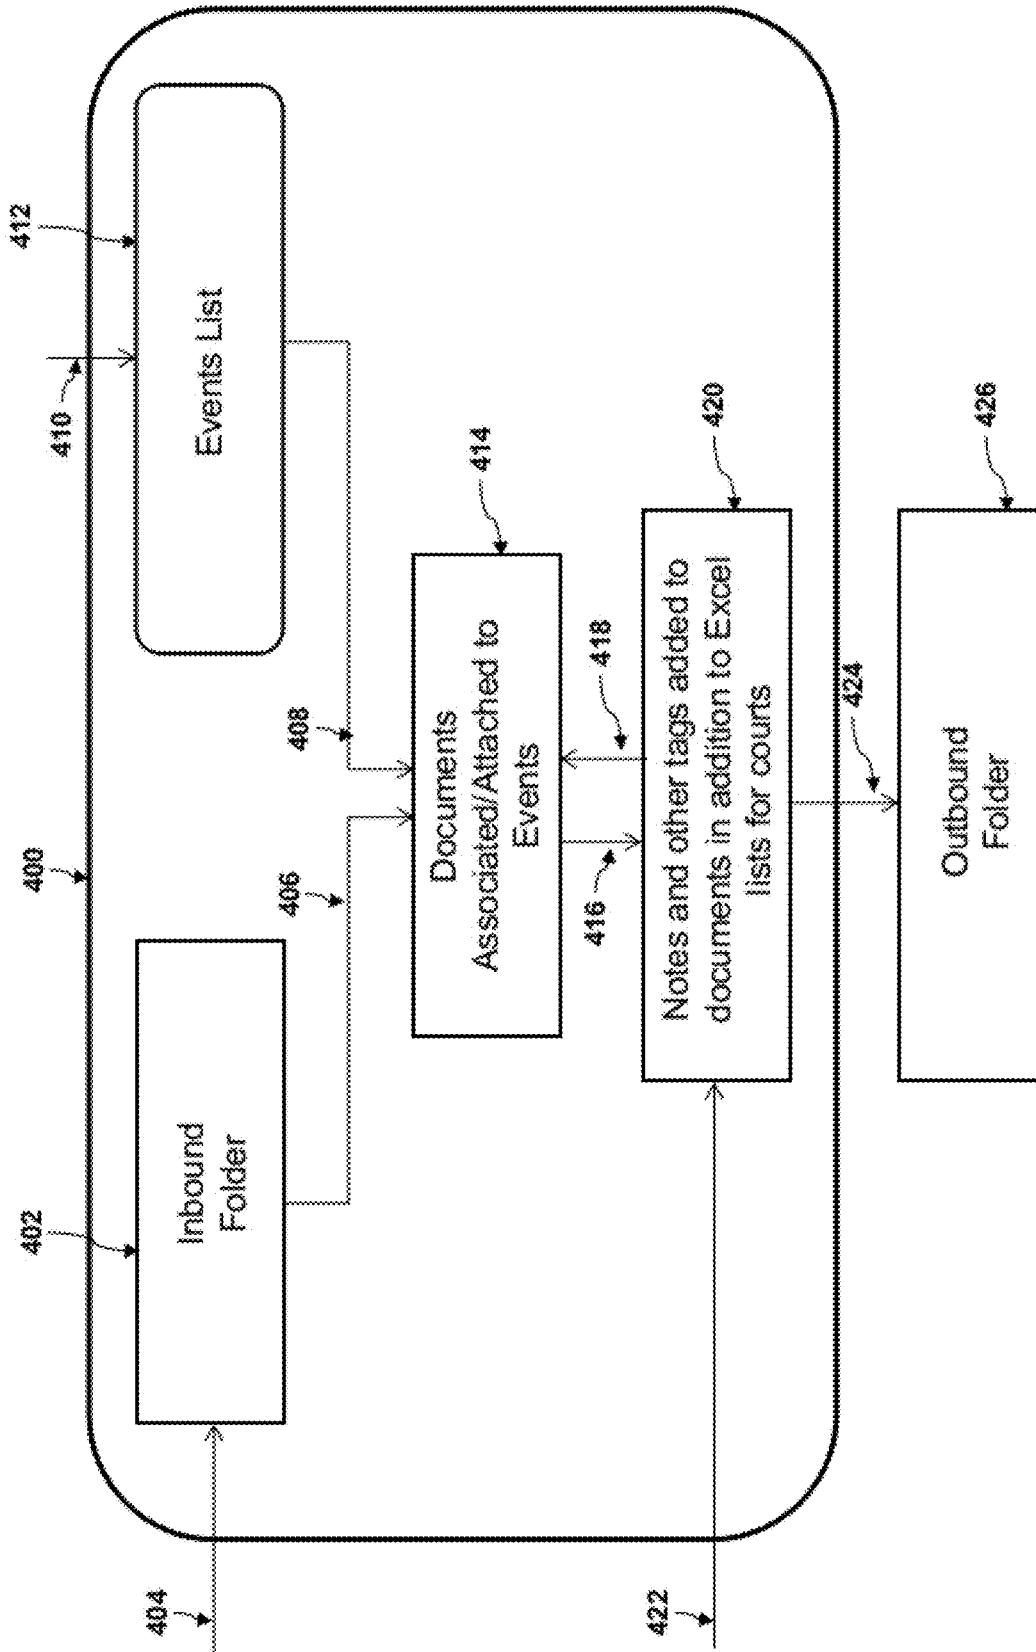 400
402
412
404
410
Inbound
Folder
Events List
406
408
414
Documents
Associated/Attached to
Events
416
418
420
422
Notes and other tags added to
documents in addition to Excel
lists for courts
424
426
Outbound
Folder